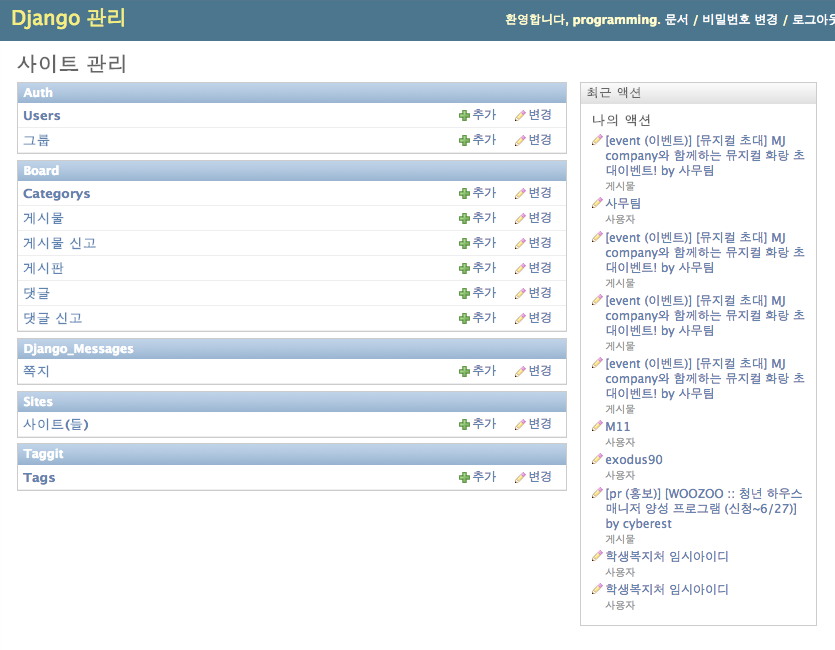 Django 관리
환영합니다, programming. 문서 / 비밀번호 변경 / 로그아웃
사이트 관리
Auth
Users 추가 변경
그룹 추가 변경
Board
Categorys 추가 변경
게시물 추가 변경
게시물 신고 추가 변경
게시판 추가 변경
댓글 추가 변경
댓글 신고 추가 변경
Django_Messages
쪽지 추가 변경
Sites
사이트(들) 추가 변경
Taggit
Tags 추가 변경
최근 액션
나의 액션
[event (이벤트)] [뮤지컬 초대] MJ
company와 함께하는 뮤지컬 화랑 초
대이벤트! by 사무팀
게시물
사무팀
사용자
[event (이벤트)] [뮤지컬 초대] MJ
company와 함께하는 뮤지컬 화랑 초
대이벤트! by 사무팀
게시물
[event (이벤트)] [뮤지컬 초대] MJ
company와 함께하는 뮤지컬 화랑 초
대이벤트! by 사무팀
게시물
[event (이벤트)] [뮤지컬 초대] MJ
company와 함께하는 뮤지컬 화랑 초
대이벤트! by 사무팀
게시물
M11
사용자
exodus90
사용자
[pr (홍보)] [WOOZOO :: 청년 하우스
매니저 양성 프로그램 (신청~6/27)]
by cyberest
게시물
학생복지처 임시아이디
사용자
학생복지처 임시아이디
사용자